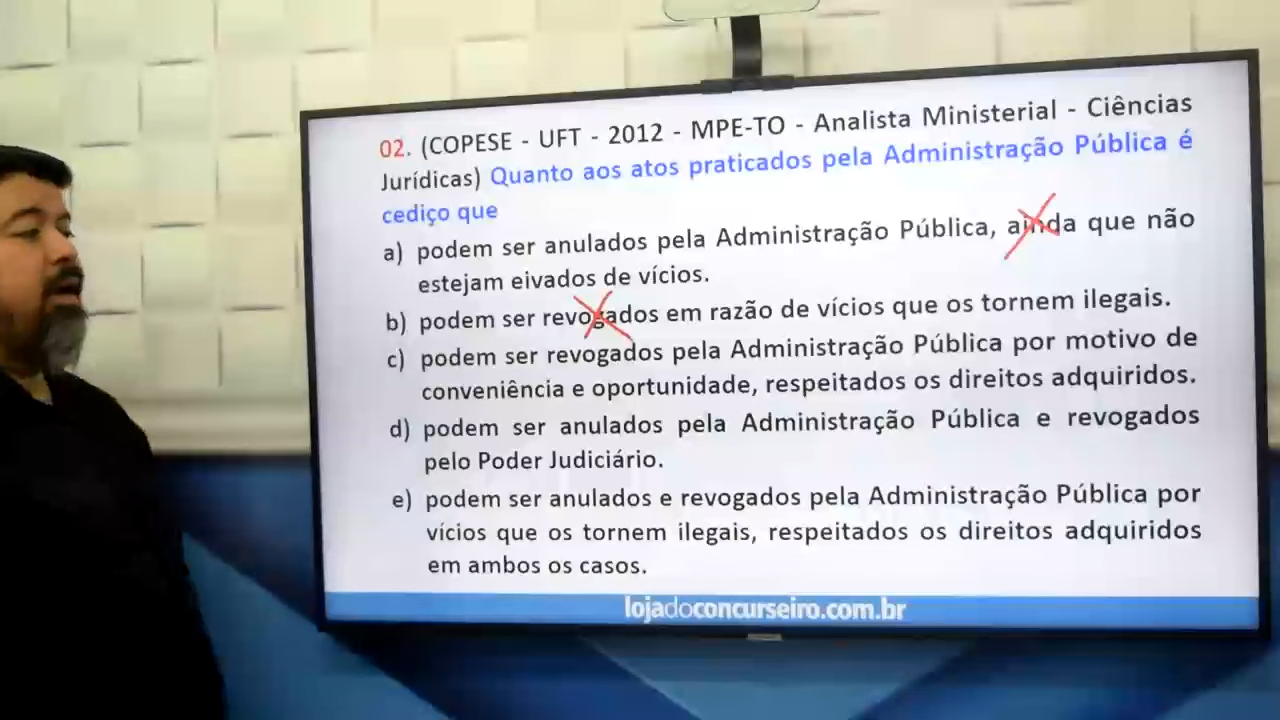 02. (COPESE - UFT - 2012 - MPE-TO - Analista Ministerial - Ciências
Jurídicas) Quanto aos atos praticados pela Administração Pública é
cediço que
a) podem ser anulados pela Administração Pública, ainda que não
estejam eivados de vícios.
b) podem ser revogados em razão de vícios que os tornem ilegais.
c) podem ser revogados pela Administração Pública por motivo de
conveniência e oportunidade, respeitados os direitos adquiridos.
d) podem ser anulados pela Administração Pública e revogados
pelo Poder Judiciário.
e) podem ser anulados e revogados pela Administração Pública por
vícios que os tornem ilegais, respeitados os direitos adquiridos
em ambos os casos.
lojadoconcurseiro.com.br